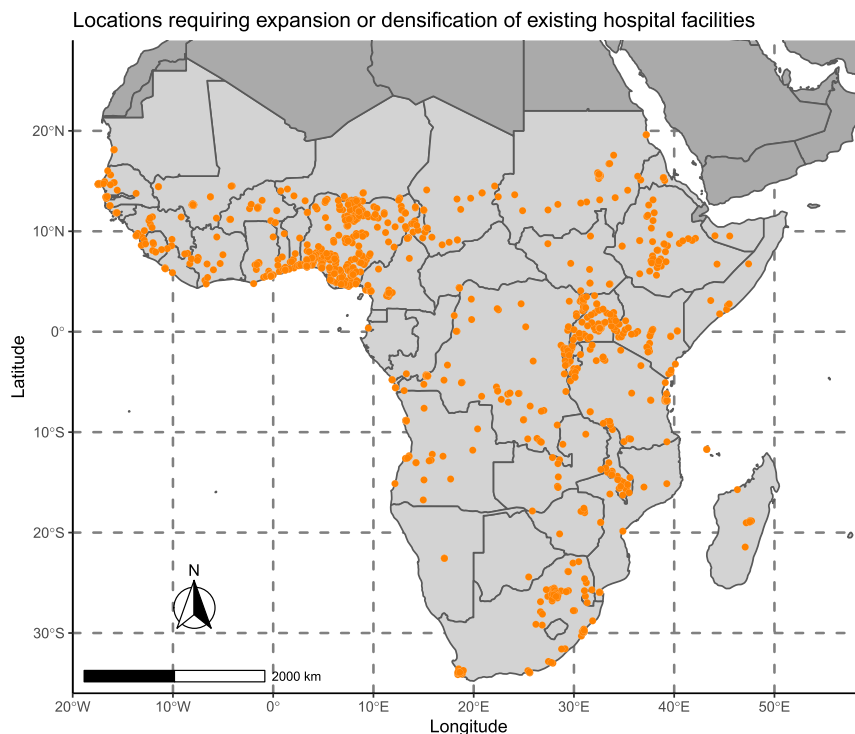 Locations requiring expansion or densification of existing hospital facilities
20°N
10°N
0°
10°S
20°S
30°S
Latitude
N
2000 km
20°W 10°W 0° 10°E 20°E 30°E 40°E 50°E
Longitude